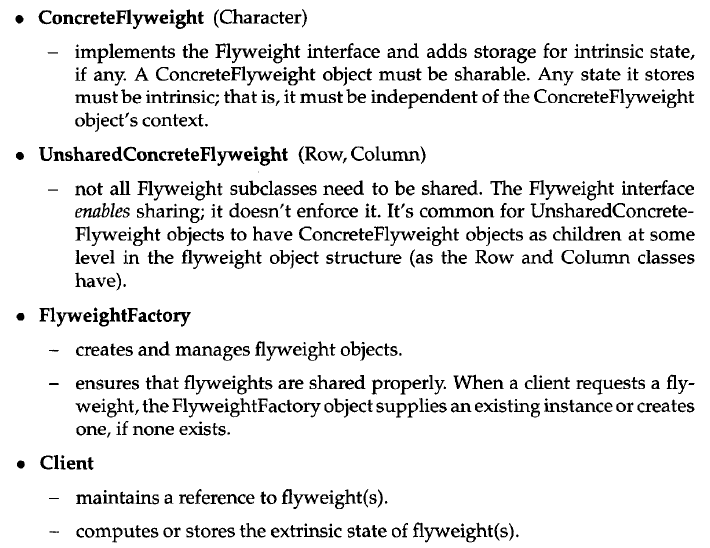 • ConcreteFlyweight (Character)
– implements the Flyweight interface and adds storage for intrinsic state,
if any. A ConcreteFlyweight object must be sharable. Any state it stores
must be intrinsic; that is, it must be independent of the ConcreteFlyweight
object's context.
• UnsharedConcreteFlyweight (Row, Column)
– not all Flyweight subclasses need to be shared. The Flyweight interface
enables sharing; it doesn't enforce it. It's common for UnsharedConcrete-
Flyweight objects to have ConcreteFlyweight objects as children at some
level in the flyweight object structure (as the Row and Column classes
have).
• FlyweightFactory
– creates and manages flyweight objects.
– ensures that flyweights are shared properly. When a client requests a fly-
weight, the FlyweightFactory object supplies an existing instance or creates
one, if none exists.
• Client
– maintains a reference to flyweight(s).
– computes or stores the extrinsic state of flyweight(s).